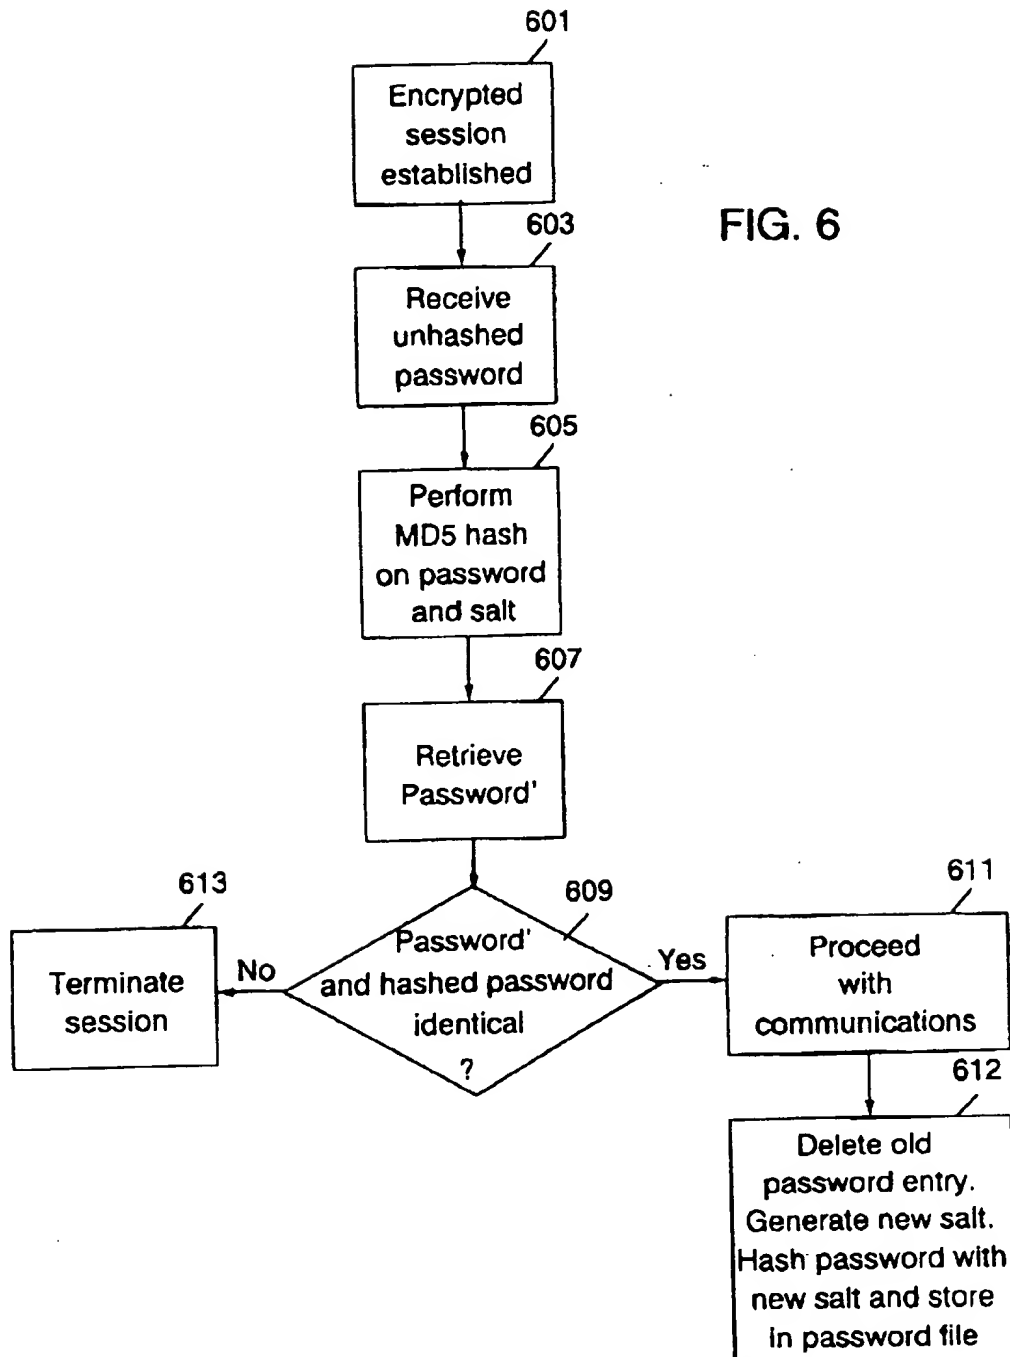 601
Encrypted
session
established
FIG. 6
603
Receive
unhashed
password
605
Perform
MD5 hash
on password
and salt
607
Retrieve
Password'
609
Password'
and hashed password
identical
?
No
Yes
613
Terminate
session
611
Proceed
with
communications
612
Delete old
password entry.
Generate new salt.
Hash password with
new salt and store
in password file